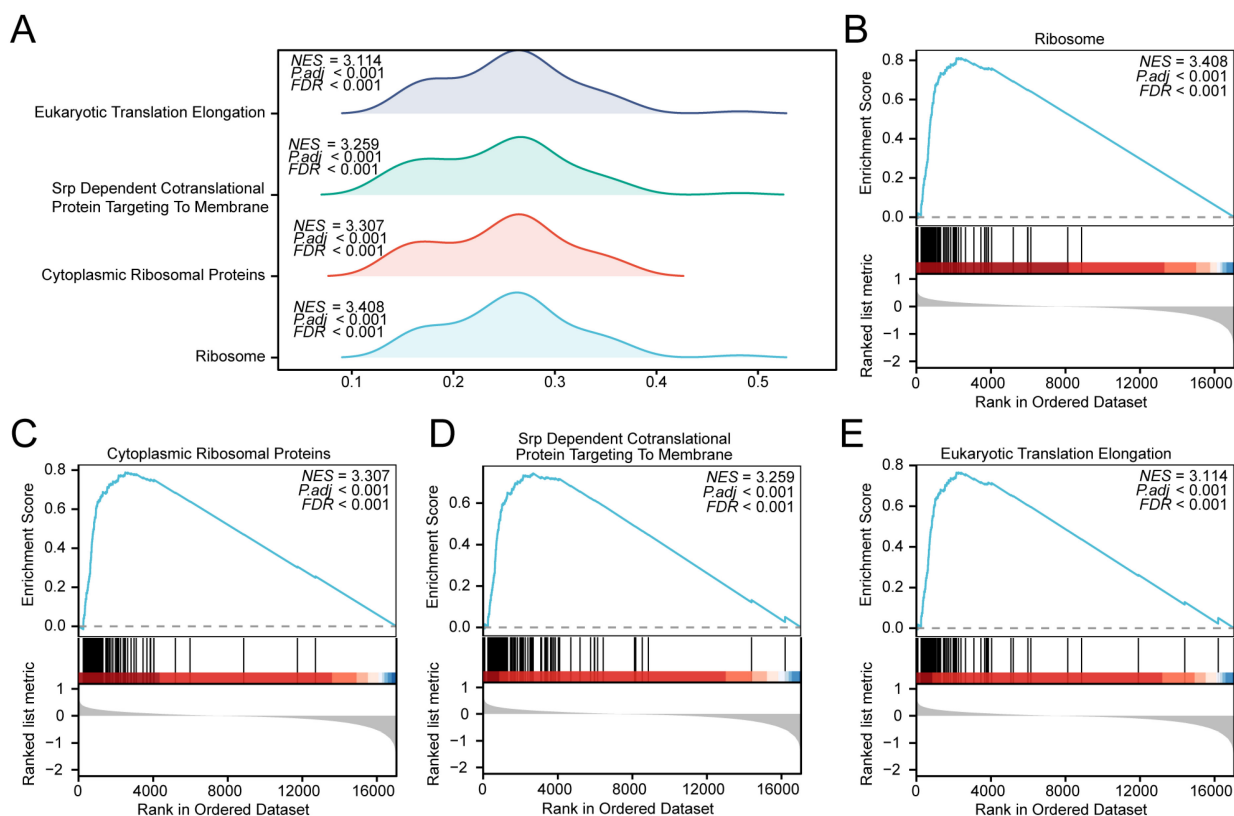 A
NES = 3.114
P.adj < 0.001
FDR < 0.001
Eukaryotic Translation Elongation
NES = 3.259
P.adj < 0.001
FDR < 0.001
Srp Dependent Cotranslational
Protein Targeting To Membrane
NES = 3.307
P.adj < 0.001
FDR < 0.001
Cytoplasmic Ribosomal Proteins
NES = 3.408
P.adj < 0.001
FDR < 0.001
Ribosome
0.1 0.2 0.3 0.4 0.5
B
Ribosome
NES = 3.408
P.adj < 0.001
FDR < 0.001
Enrichment Score
0.8
0.6
0.4
0.2
0.0
Ranked list metric
1
0
−1
−2
0 4000 8000 12000 16000
Rank in Ordered Dataset
C
Cytoplasmic Ribosomal Proteins
NES = 3.307
P.adj < 0.001
FDR < 0.001
Enrichment Score
0.8
0.6
0.4
0.2
0.0
Ranked list metric
1
0
−1
−2
0 4000 8000 12000 16000
Rank in Ordered Dataset
D
Srp Dependent Cotranslational
Protein Targeting To Membrane
NES = 3.259
P.adj < 0.001
FDR < 0.001
Enrichment Score
0.6
0.4
0.2
0.0
Ranked list metric
1
0
−1
−2
0 4000 8000 12000 16000
Rank in Ordered Dataset
E
Eukaryotic Translation Elongation
NES = 3.114
P.adj < 0.001
FDR < 0.001
Enrichment Score
0.8
0.6
0.4
0.2
0.0
Ranked list metric
1
0
−1
−2
0 4000 8000 12000 16000
Rank in Ordered Dataset